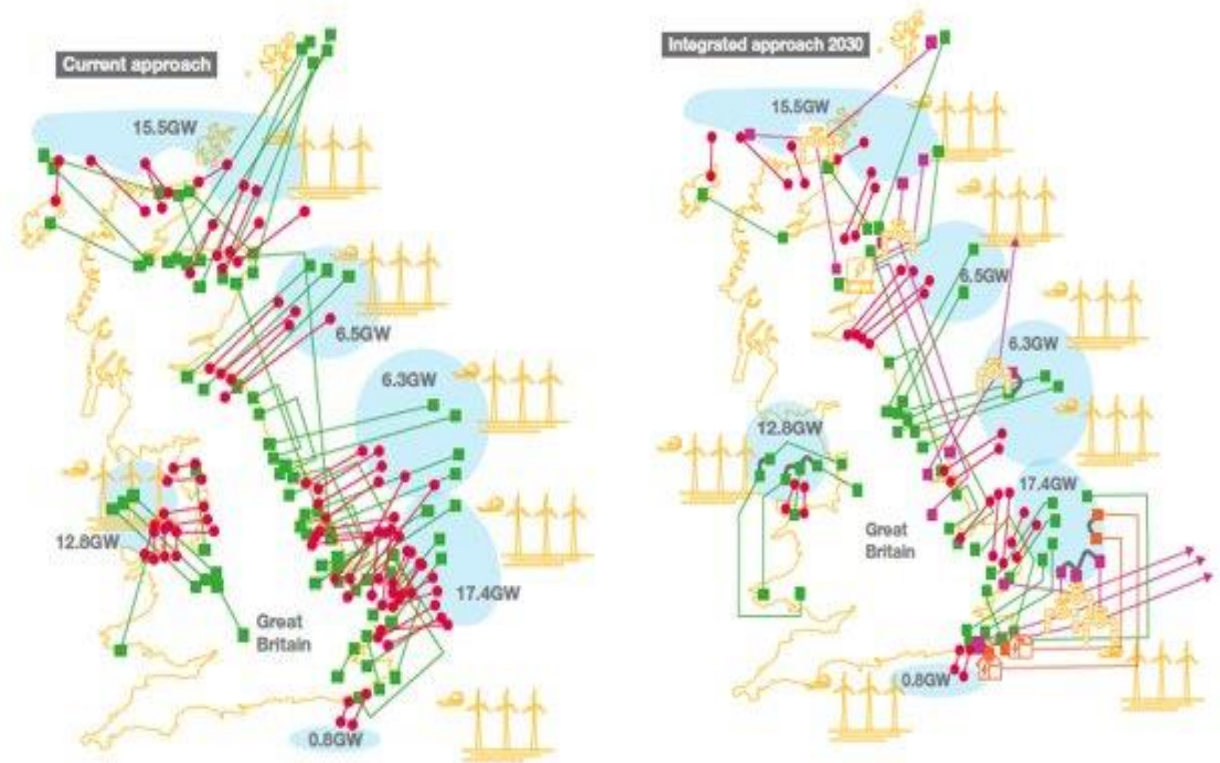 Current approach
15.5GW
6.5GW
6.3GW
12.8GW
17.4GW
Great
Britain
0.8GW
Integrated approach 2030
15.5GW
6.5GW
6.3GW
12.8GW
17.4GW
Great
Britain
0.8GW